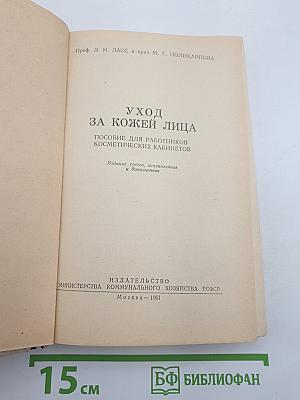 Проф. Д. И. ЛАСС и врач М. Г. ПОЛИКАРПОВА
УХОД
ЗА КОЖЕЙ ЛИЦА
ПОСОБИЕ ДЛЯ РАБОТНИКОВ
КОСМЕТИЧЕСКИХ КАБИНЕТОВ
Издание третье, исправленное
и дополненное
ИЗДАТЕЛЬСТВО
МИНИСТЕРСТВА КОММУНАЛЬНОГО ХОЗЯЙСТВА РСФСР
Москва—1961
15 см
БФ БИБЛИОФАН